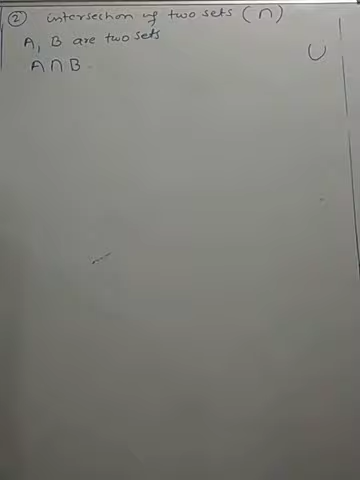 ② intersection of two sets (∩)
A, B are two sets
∪
A ∩ B